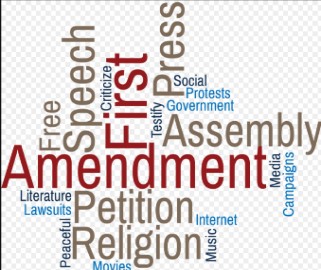 Press
First
Speech
Criticize
Free
Social
Protests
Testify
Government
Assembly
Amendment
Media
Campaigns
Literature
Lawsuits
Petition
Internet
Peaceful
Religion
Music
Movies